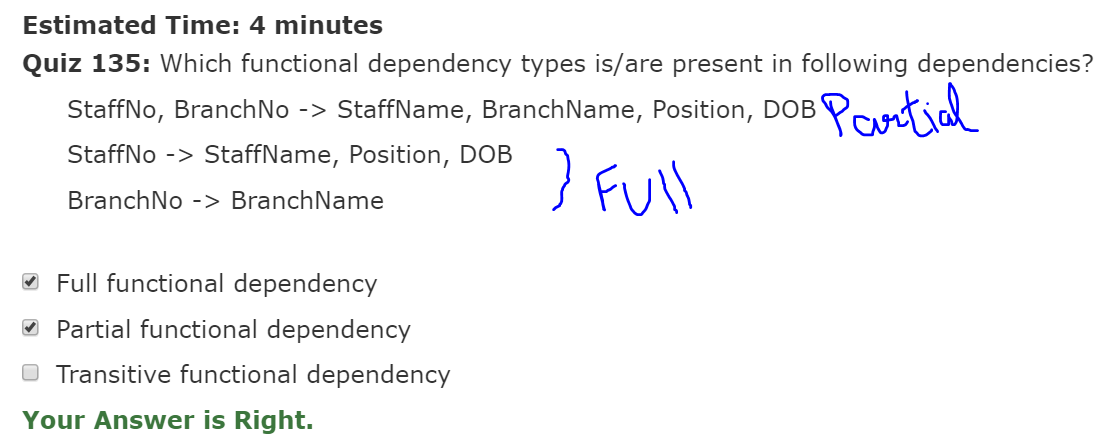 Estimated Time: 4 minutes
Quiz 135: Which functional dependency types is/are present in following dependencies?
StaffNo, BranchNo -> StaffName, BranchName, Position, DOB Partial
StaffNo -> StaffName, Position, DOB
BranchNo -> BranchName
} Full
Full functional dependency
Partial functional dependency
Transitive functional dependency
Your Answer is Right.